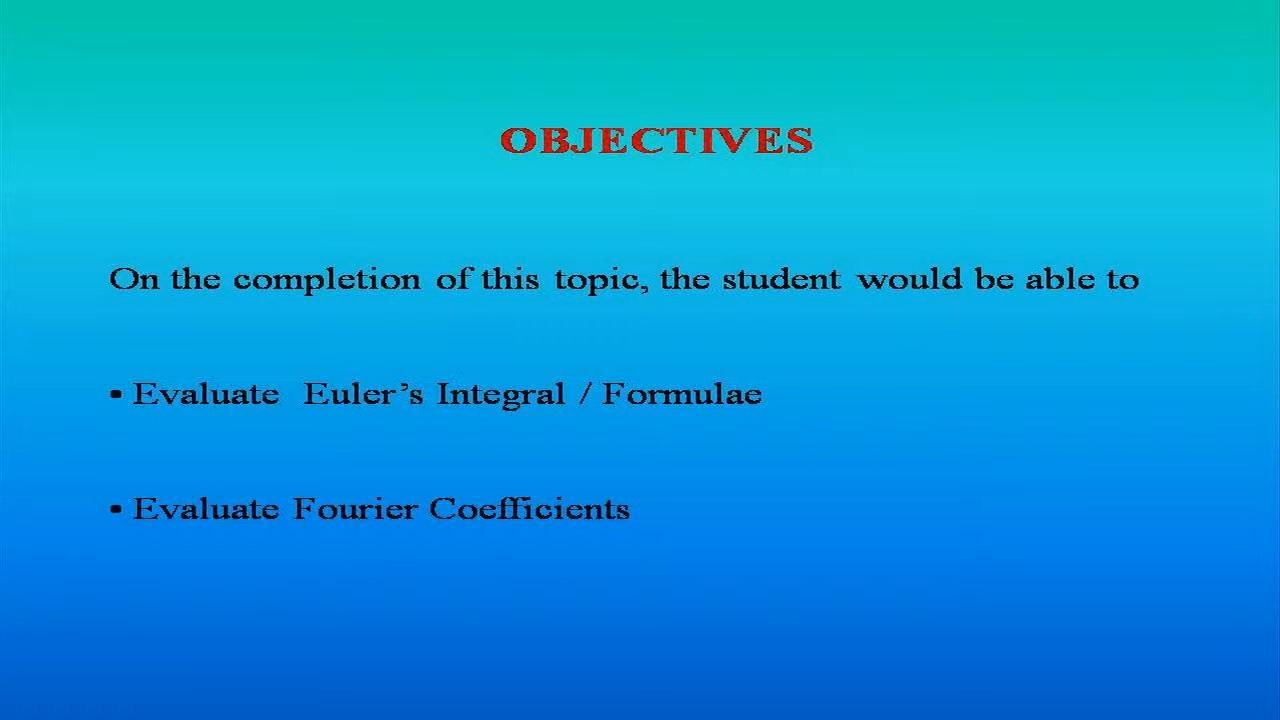 OBJECTIVES
On the completion of this topic, the student would be able to
• Evaluate Euler’s Integral / Formulae
• Evaluate Fourier Coefficients